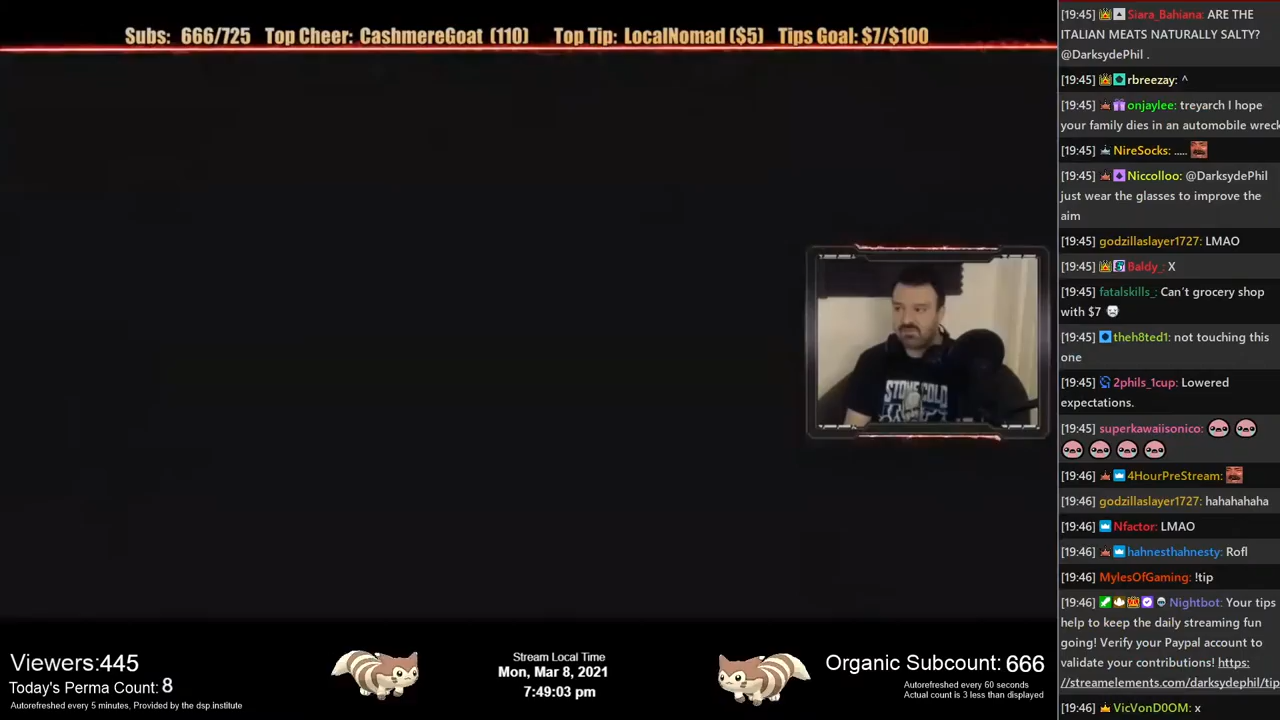 Subs: 666/725 Top Cheer: CashmereGoat (110) Top Tip: LocalNomad ($5) Tips Goal: $7/$100
STONE COLD
Viewers:445
Today's Perma Count: 8
Autorefreshed every 5 minutes, Provided by the dsp institute
Stream Local Time
Mon, Mar 8, 2021
7:49:03 pm
Organic Subcount: 666
Autorefreshed every 60 seconds
Actual count is 3 less than displayed
[19:45] Siara_Bahiana: ARE THE
ITALIAN MEATS NATURALLY SALTY?
@DarksydePhil .
[19:45] rbreezay: ^
[19:45] onjaylee: treyarch I hope
your family dies in an automobile wreck
[19:45] NireSocks: .....
[19:45] Niccolloo: @DarksydePhil
just wear the glasses to improve the
aim
[19:45] godzillaslayer1727: LMAO
[19:45] Baldy_: X
[19:45] fatalskills_: Can't grocery shop
with $7
[19:45] theh8ted1: not touching this
one
[19:45] 2phils_1cup: Lowered
expectations.
[19:45] superkawaiisonico:
[19:46] 4HourPreStream:
[19:46] godzillaslayer1727: hahahahaha
[19:46] Nfactor: LMAO
[19:46] hahnesthahnesty: Rofl
[19:46] MylesOfGaming: !tip
[19:46] Nightbot: Your tips
help to keep the daily streaming fun
going! Verify your Paypal account to
validate your contributions! https:
//streamelements.com/darksydephil/tip
[19:46] VicVonD0OM: x